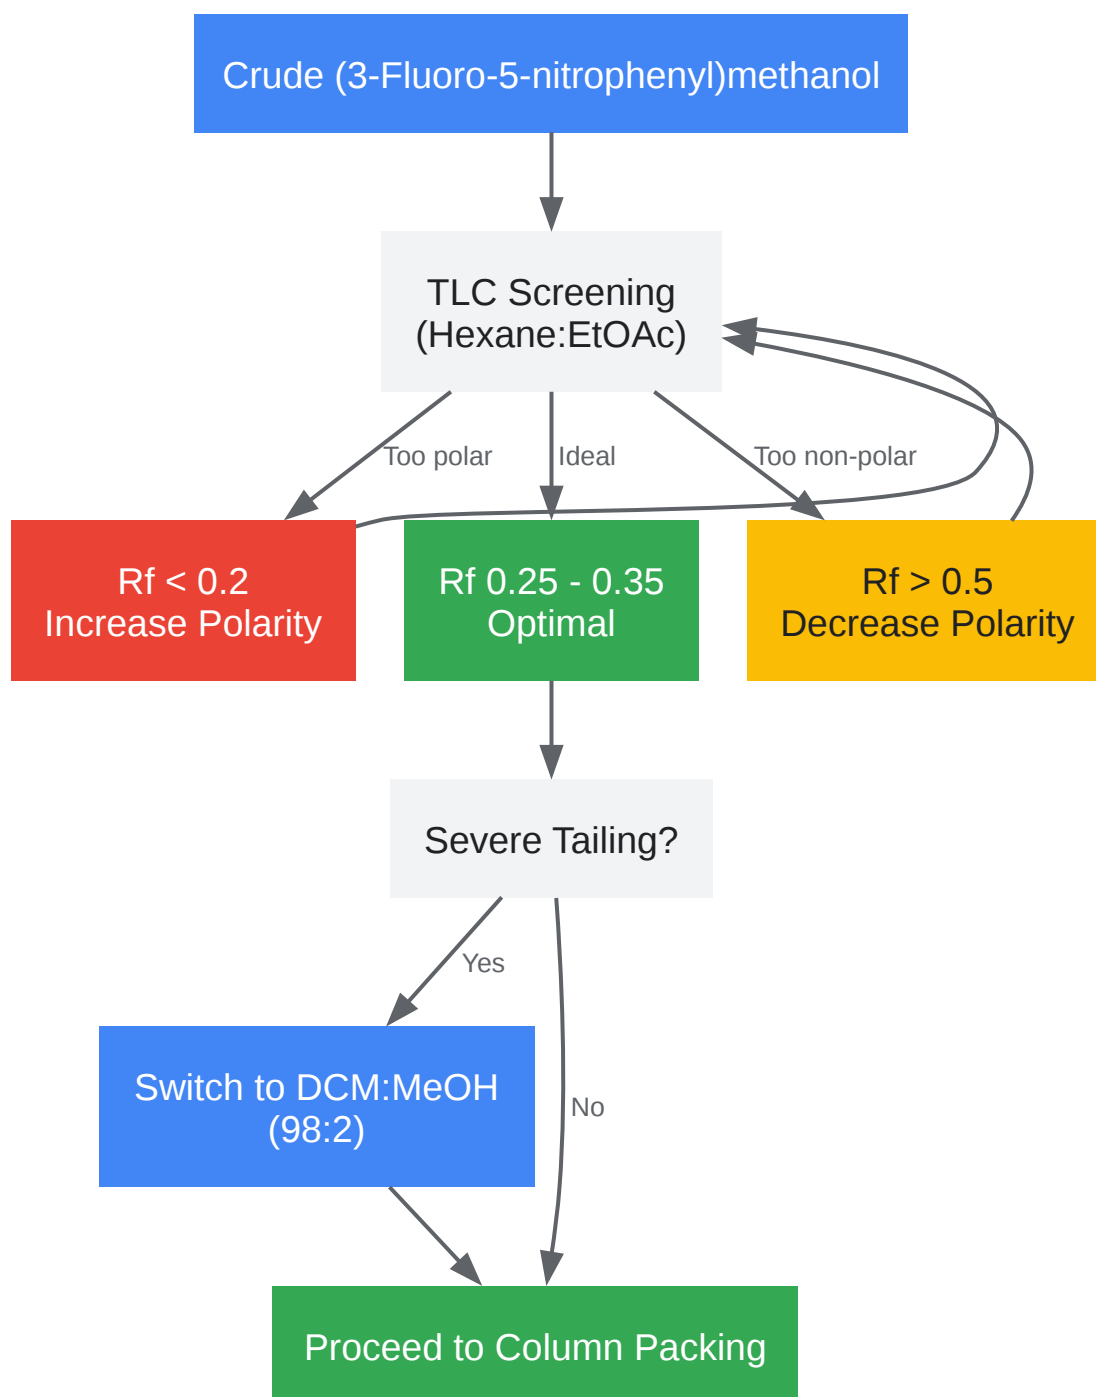 Crude (3-Fluoro-5-nitrophenyl)methanol
TLC Screening
(Hexane:EtOAc)
Too polar
Ideal
Too non-polar
Rf < 0.2
Increase Polarity
Rf 0.25 - 0.35
Optimal
Rf > 0.5
Decrease Polarity
Severe Tailing?
Yes
Switch to DCM:MeOH
(98:2)
No
Proceed to Column Packing